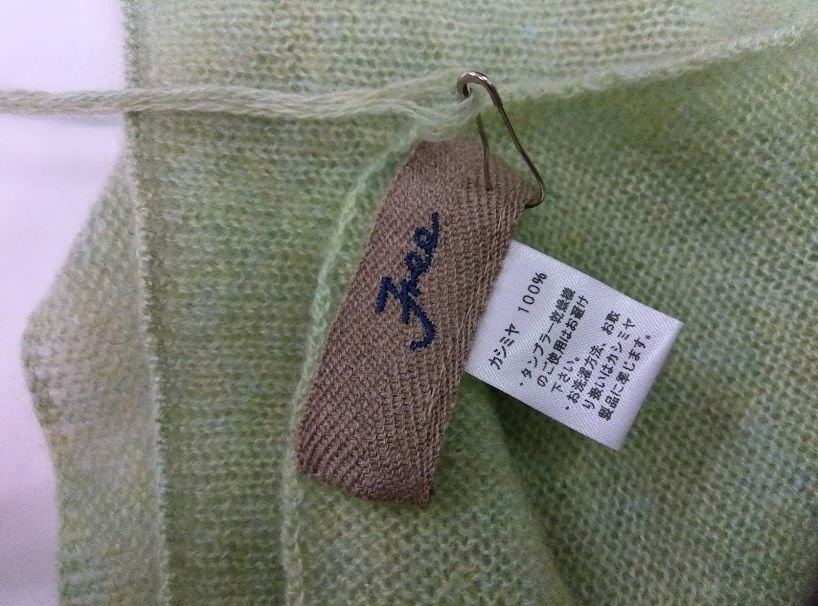 Free
カシミヤ 100%
・タンブラー乾燥機
のご使用はお避け
下さい。
・お洗濯方法、お取
り扱いはカシミヤ
製品に準じます。